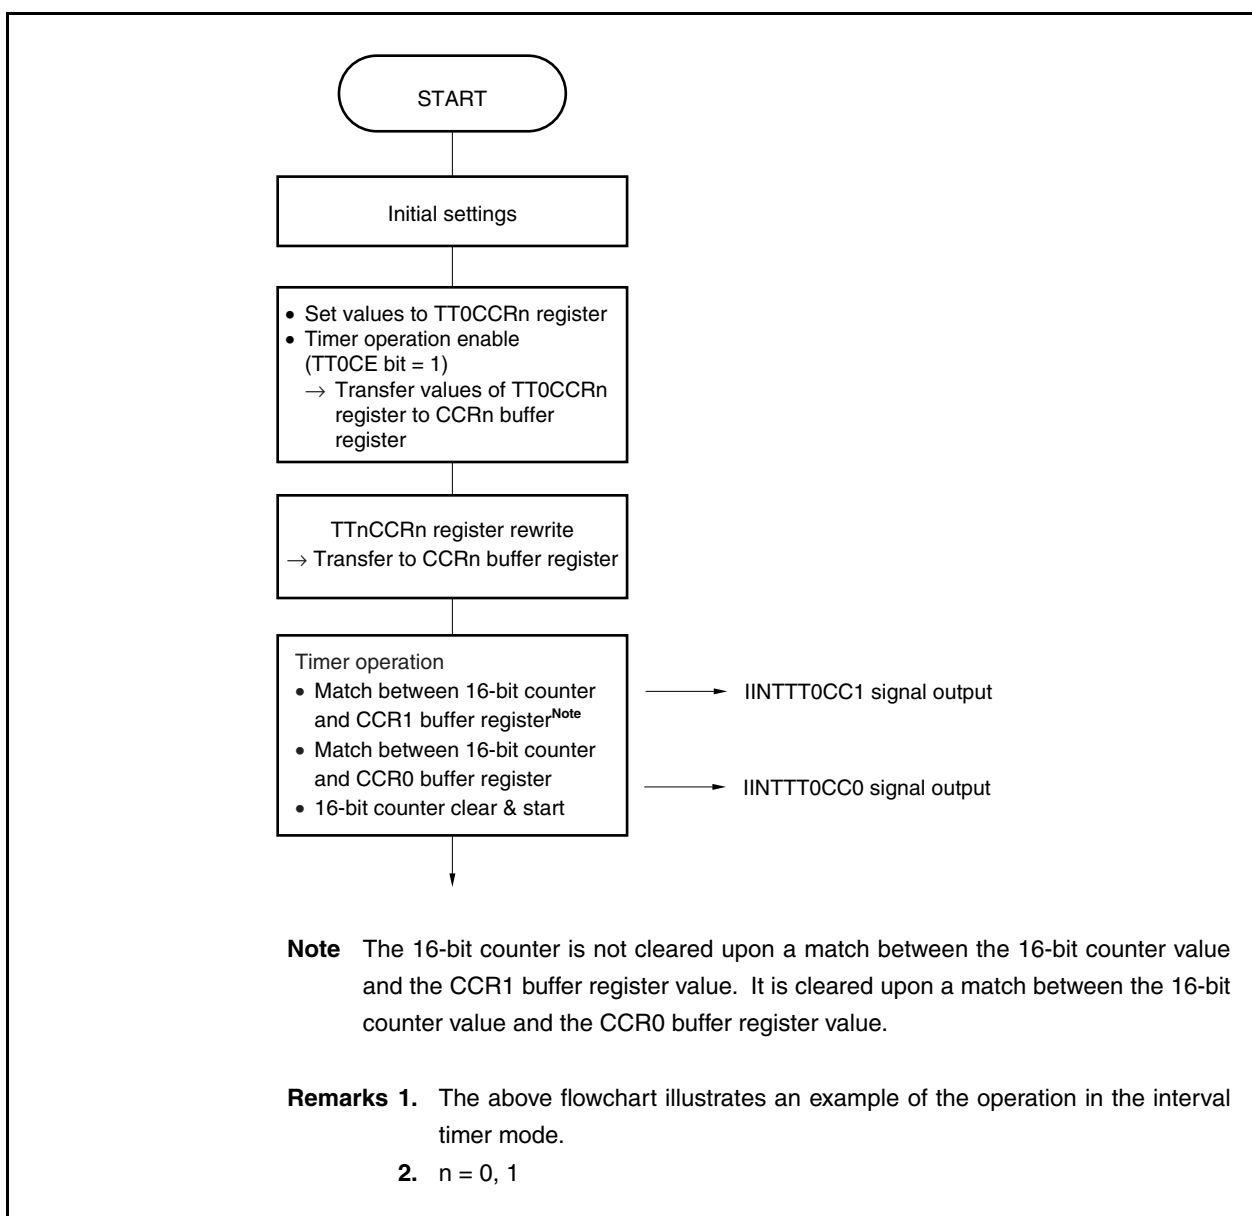 START
Initial settings
• Set values to TT0CCRn register
• Timer operation enable
(TT0CE bit = 1)
→ Transfer values of TT0CCRn
register to CCRn buffer
register
TTnCCRn register rewrite
→ Transfer to CCRn buffer register
Timer operation
• Match between 16-bit counter
and CCR1 buffer registerNote
IINTTT0CC1 signal output
• Match between 16-bit counter
and CCR0 buffer register
IINTTT0CC0 signal output
• 16-bit counter clear & start
Note The 16-bit counter is not cleared upon a match between the 16-bit counter value
and the CCR1 buffer register value. It is cleared upon a match between the 16-bit
counter value and the CCR0 buffer register value.
Remarks 1. The above flowchart illustrates an example of the operation in the interval
timer mode.
2. n = 0, 1